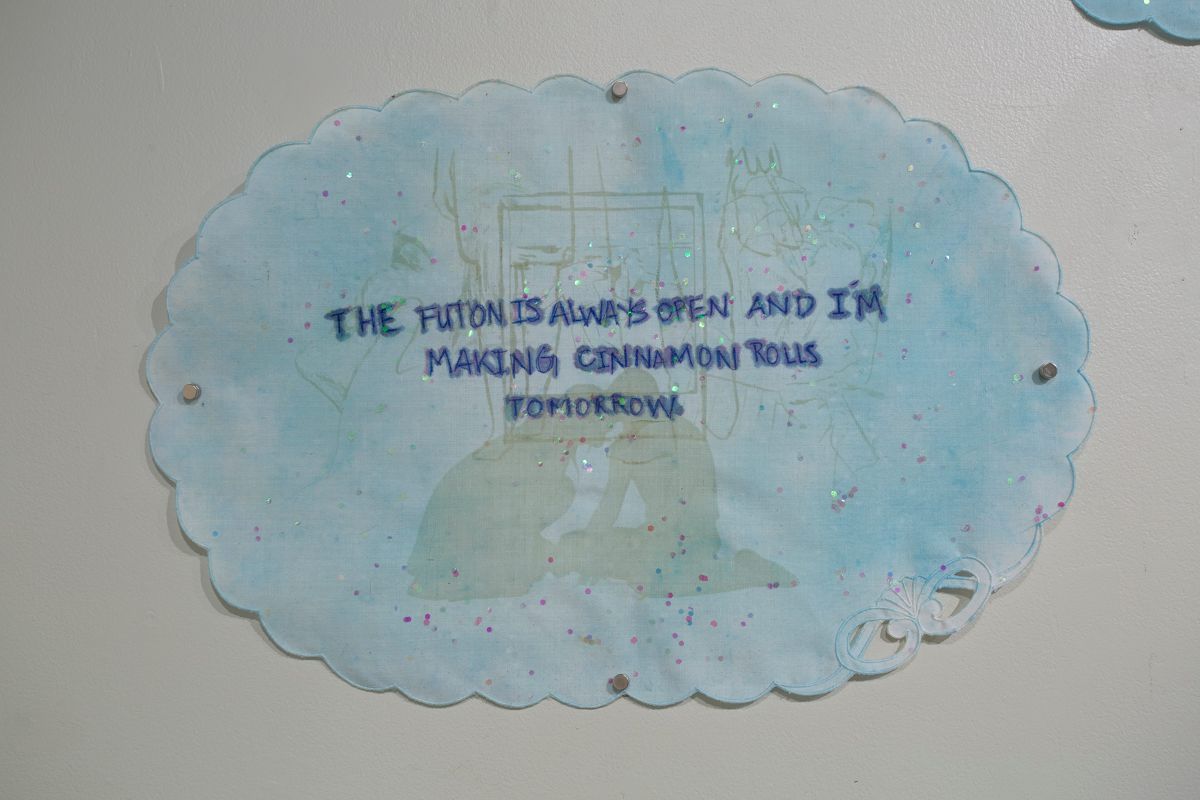 THE FUTON IS ALWAYS OPEN AND I'M
MAKING CINNAMON ROLLS
TOMORROW.